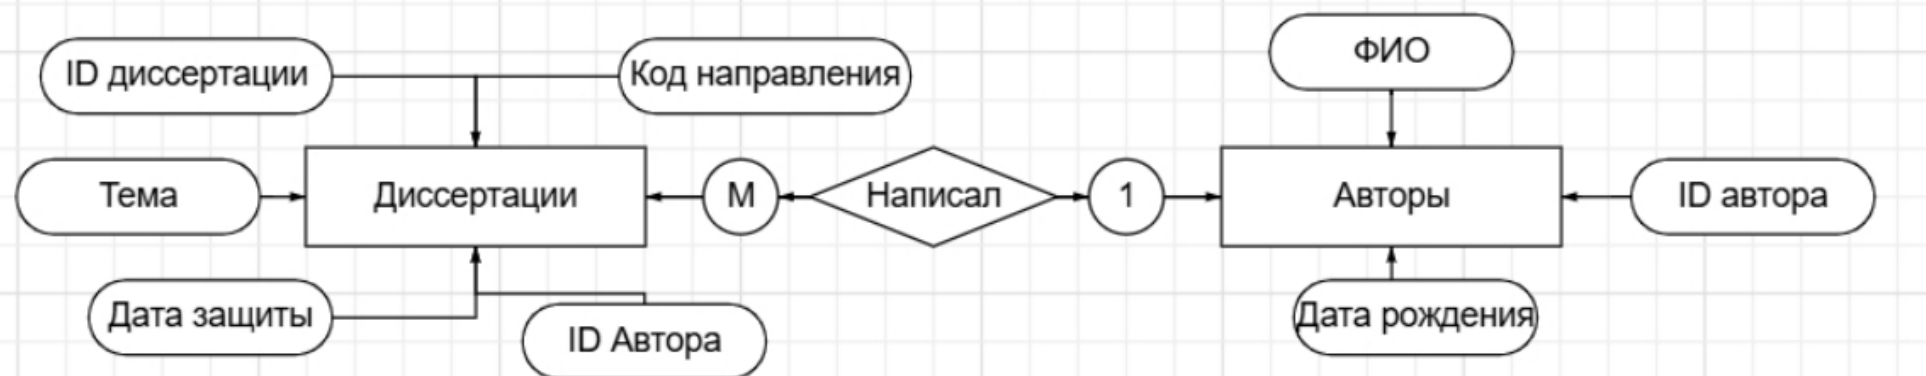 ФИО
ID диссертации
Код направления
Тема
Диссертации
М
Написал
1
Авторы
ID автора
Дата защиты
ID Автора
Дата рождения